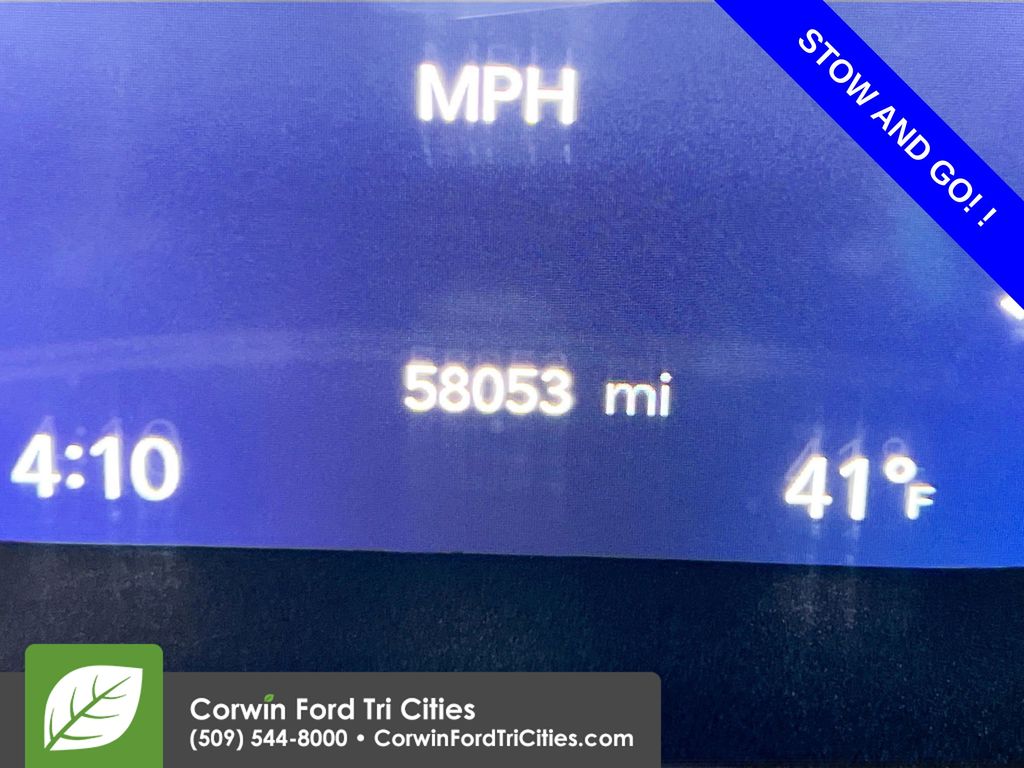 MPH
STOW AND GO! !
58053 mi
4:10
41°F
Corwin Ford Tri Cities
(509) 544-8000 • CorwinFordTriCities.com